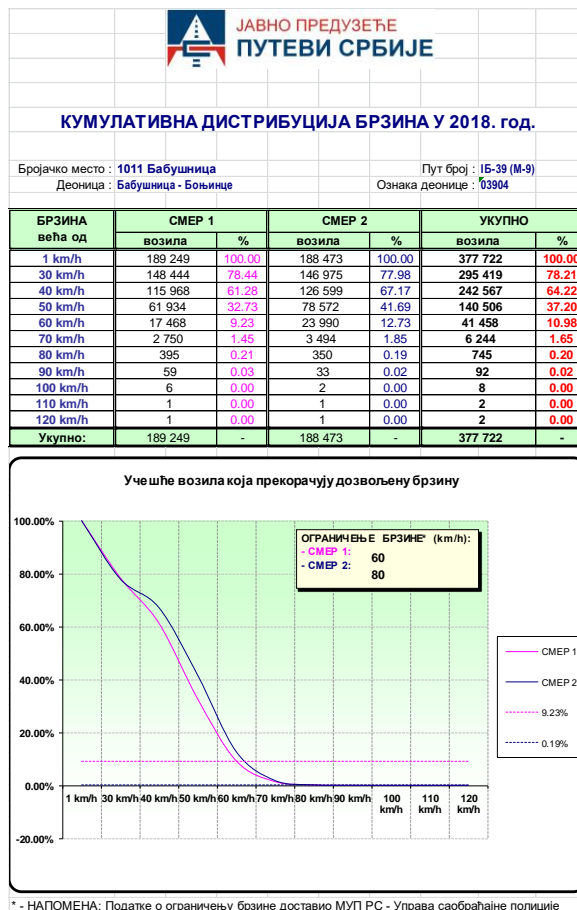 ЈАВНО ПРЕДУЗЕЋЕ
ПУТЕВИ СРБИЈЕ
КУМУЛАТИВНА ДИСТРИБУЦИЈА БРЗИНА У 2018. год.
Бројачко место : 1011 Бабушница Пут број : IБ-39 (М-9)
Деоница : Бабушница - Боњинце Ознака деонице : 03904
БРЗИНА већа од СМЕР 1 СМЕР 2 УКУПНО
возила % возила % возила %
1 km/h 189 249 100.00 188 473 100.00 377 722 100.00
30 km/h 148 444 78.44 146 975 77.98 295 419 78.21
40 km/h 115 968 61.28 126 599 67.17 242 567 64.22
50 km/h 61 934 32.73 78 572 41.69 140 506 37.20
60 km/h 17 468 9.23 23 990 12.73 41 458 10.98
70 km/h 2 750 1.45 3 494 1.85 6 244 1.65
80 km/h 395 0.21 350 0.19 745 0.20
90 km/h 59 0.03 33 0.02 92 0.02
100 km/h 6 0.00 2 0.00 8 0.00
110 km/h 1 0.00 1 0.00 2 0.00
120 km/h 1 0.00 1 0.00 2 0.00
Укупно: 189 249 - 188 473 - 377 722 -
Учешће возила која прекорачују дозвољену брзину
100.00%
80.00%
60.00%
40.00%
20.00%
0.00%
-20.00%
ОГРАНИЧЕЊЕ БРЗИНЕ* (km/h):
- СМЕР 1: 60
- СМЕР 2: 80
1 km/h 30 km/h 40 km/h 50 km/h 60 km/h 70 km/h 80 km/h 90 km/h 100 km/h 110 km/h 120 km/h
СМЕР 1
СМЕР 2
9.23%
0.19%
* - НАПОМЕНА: Податке о ограничењу брзине доставио МУП РС - Управа саобраћајне полиције